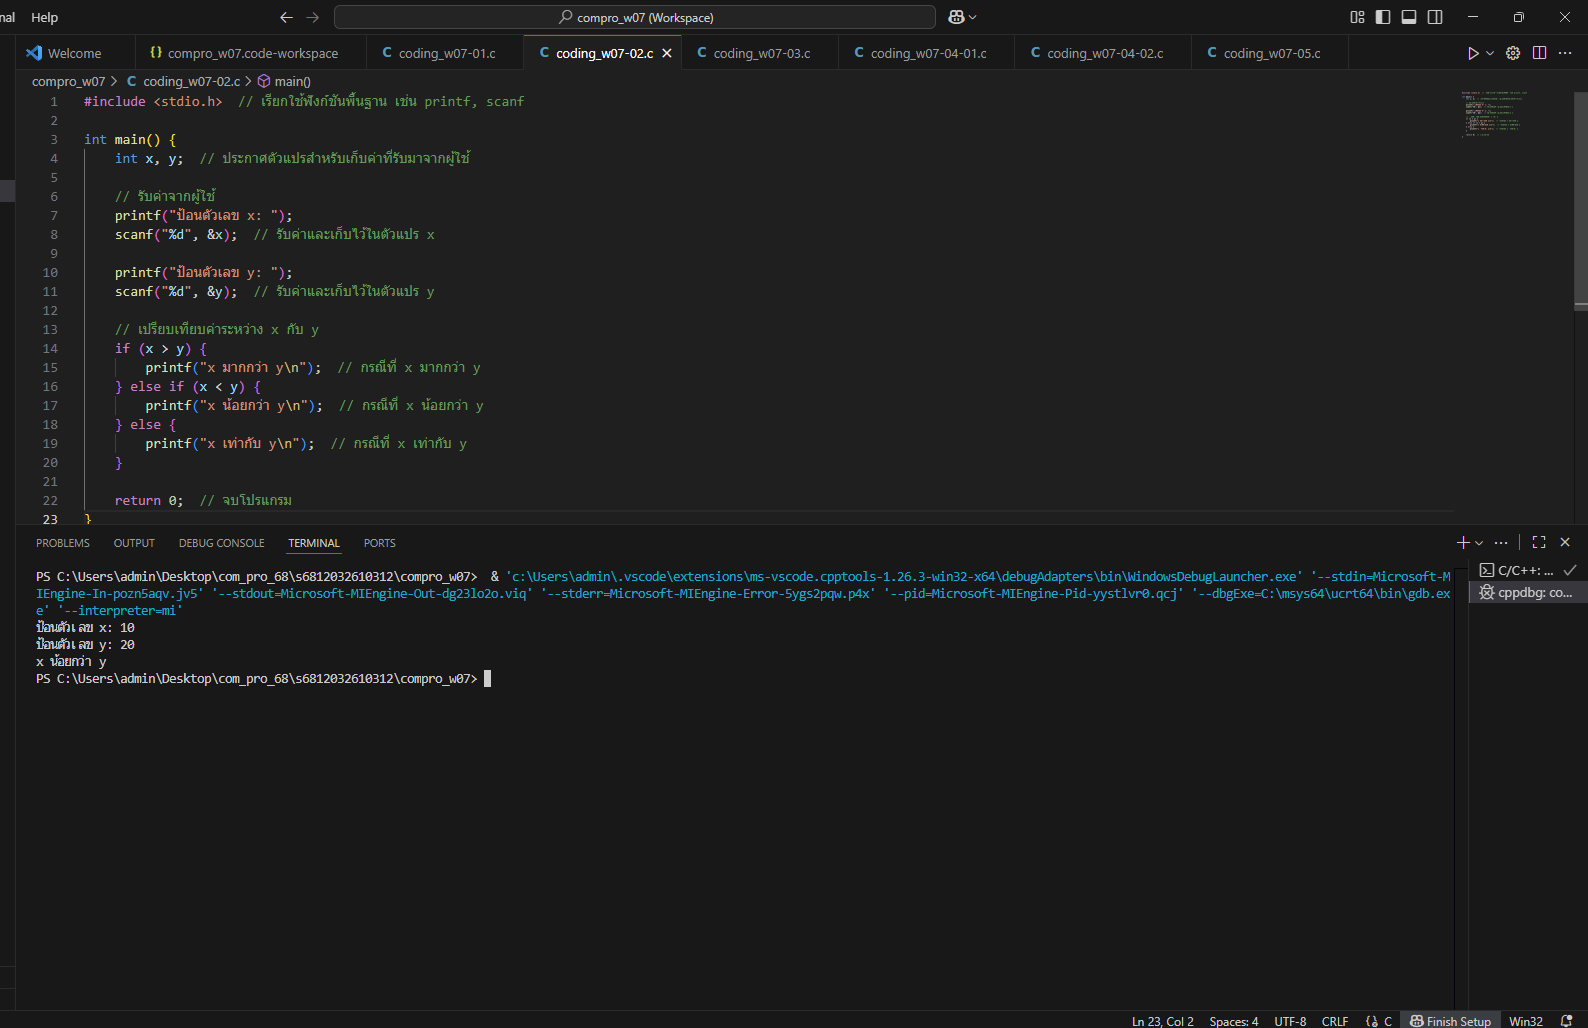 nal Help
compro_w07 (Workspace)
Welcome {} compro_w07.code-workspace C coding_w07-01.c C coding_w07-02.c C coding_w07-03.c C coding_w07-04-01.c C coding_w07-04-02.c C coding_w07-05.c
compro_w07 > C coding_w07-02.c > main()
1 #include <stdio.h>  // เรียกใช้ฟังก์ชันพื้นฐาน เช่น printf, scanf
2
3 int main() {
4     int x, y;  // ประกาศตัวแปรสำหรับเก็บค่าที่รับมาจากผู้ใช้
5
6     // รับค่าจากผู้ใช้
7     printf("ป้อนตัวเลข x: ");
8     scanf("%d", &x);  // รับค่าและเก็บไว้ในตัวแปร x
9
10     printf("ป้อนตัวเลข y: ");
11     scanf("%d", &y);  // รับค่าและเก็บไว้ในตัวแปร y
12
13     // เปรียบเทียบค่าระหว่าง x กับ y
14     if (x > y) {
15         printf("x มากกว่า y\n");  // กรณีที่ x มากกว่า y
16     } else if (x < y) {
17         printf("x น้อยกว่า y\n");  // กรณีที่ x น้อยกว่า y
18     } else {
19         printf("x เท่ากับ y\n");  // กรณีที่ x เท่ากับ y
20     }
21
22     return 0;  // จบโปรแกรม
23 }
PROBLEMS OUTPUT DEBUG CONSOLE TERMINAL PORTS
PS C:\Users\admin\Desktop\com_pro_68\s6812032610312\compro_w07>  & 'c:\Users\admin\.vscode\extensions\ms-vscode.cpptools-1.26.3-win32-x64\debugAdapters\bin\WindowsDebugLauncher.exe' '--stdin=Microsoft-M
IEngine-In-pozn5aqv.jv5' '--stdout=Microsoft-MIEngine-Out-dg23lo2o.viq' '--stderr=Microsoft-MIEngine-Error-5ygs2pqw.p4x' '--pid=Microsoft-MIEngine-Pid-yystlvr0.qcj' '--dbgExe=C:\msys64\ucrt64\bin\gdb.ex
e' '--interpreter=mi'
ป้อนตัวเลข x: 10
ป้อนตัวเลข y: 20
x น้อยกว่า y
PS C:\Users\admin\Desktop\com_pro_68\s6812032610312\compro_w07>
C/C++: ...
cppdbg: co...
Ln 23, Col 2 Spaces: 4 UTF-8 CRLF {} C Finish Setup Win32